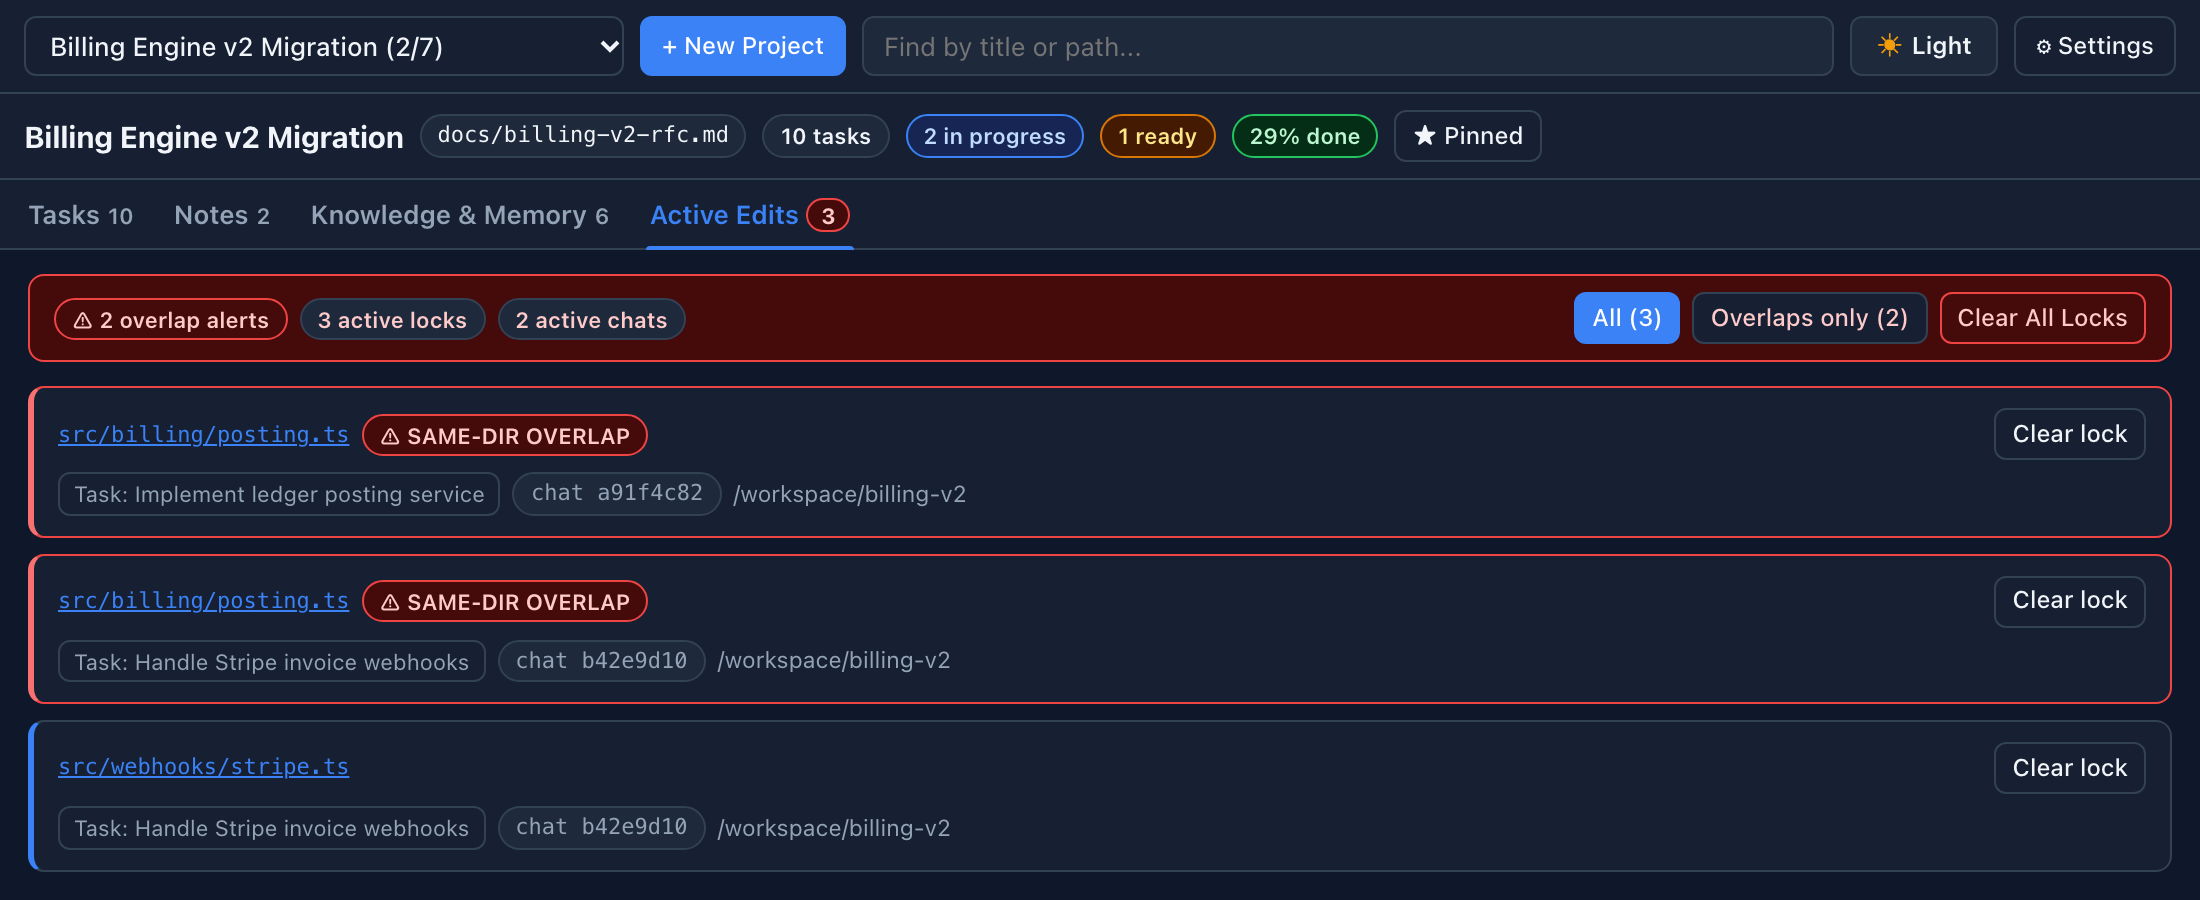 Billing Engine v2 Migration (2/7) + New Project Find by title or path... Light Settings
Billing Engine v2 Migration docs/billing-v2-rfc.md 10 tasks 2 in progress 1 ready 29% done ★ Pinned
Tasks 10 Notes 2 Knowledge & Memory 6 Active Edits 3
⚠ 2 overlap alerts 3 active locks 2 active chats All (3) Overlaps only (2) Clear All Locks
src/billing/posting.ts ⚠ SAME-DIR OVERLAP Clear lock
Task: Implement ledger posting service chat a91f4c82 /workspace/billing-v2
src/billing/posting.ts ⚠ SAME-DIR OVERLAP Clear lock
Task: Handle Stripe invoice webhooks chat b42e9d10 /workspace/billing-v2
src/webhooks/stripe.ts Clear lock
Task: Handle Stripe invoice webhooks chat b42e9d10 /workspace/billing-v2